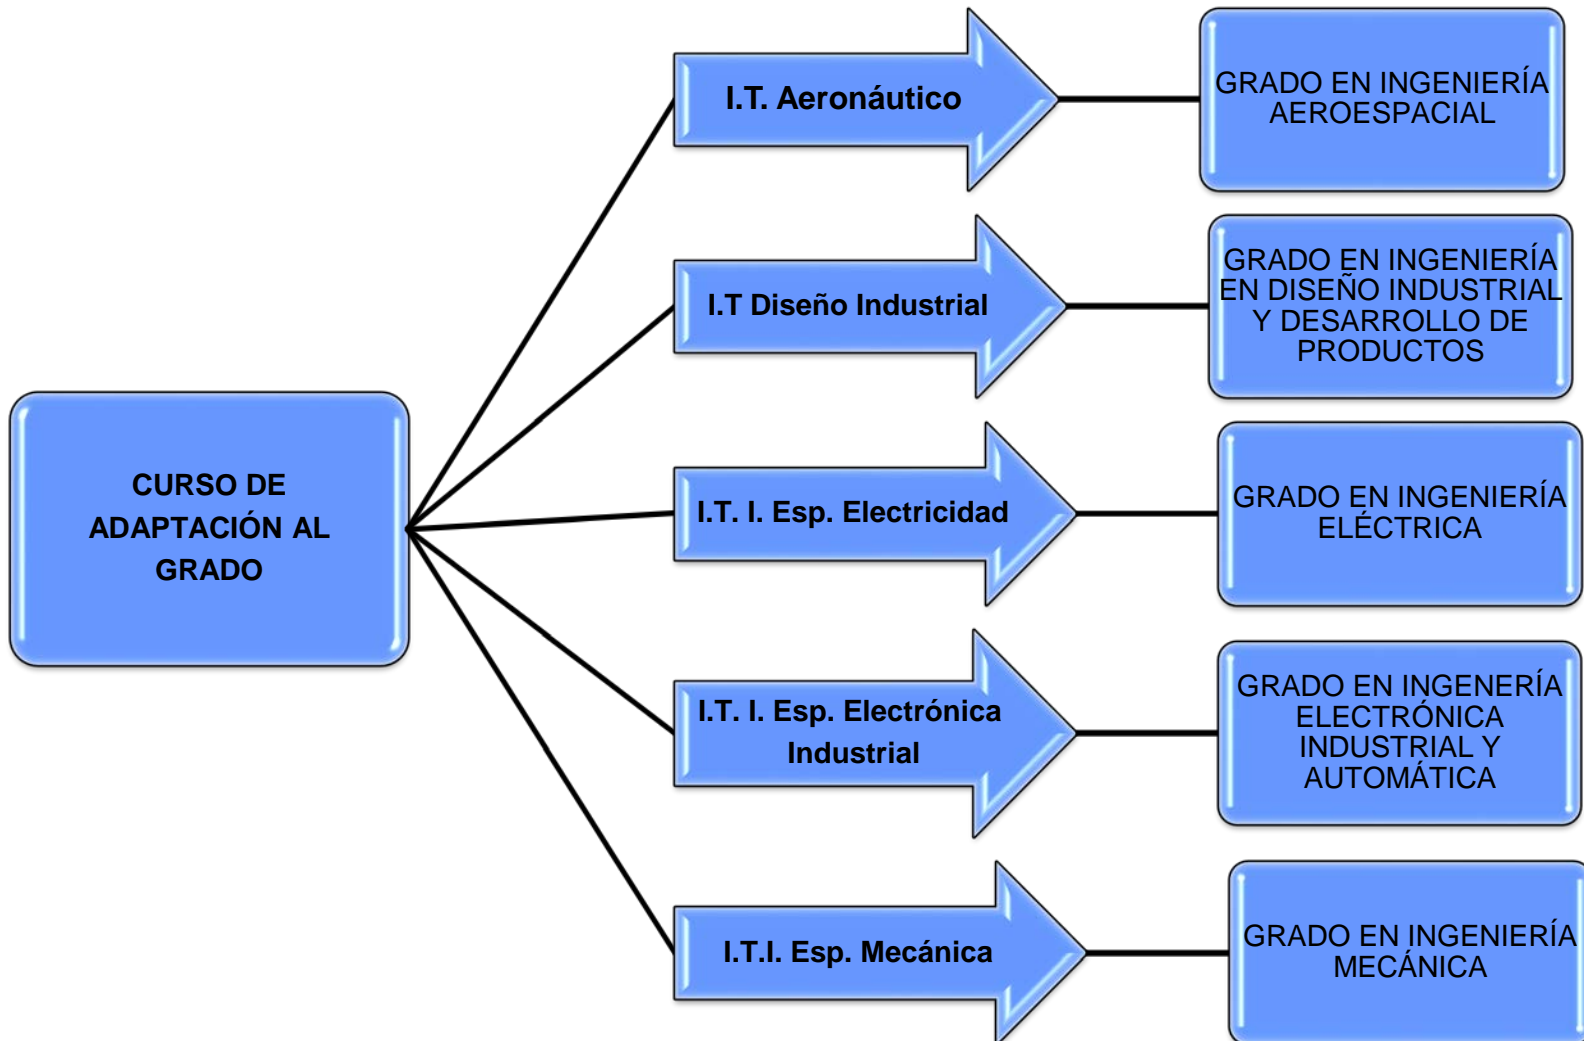 CURSO DE
ADAPTACIÓN AL
GRADO
I.T. Aeronáutico
GRADO EN INGENIERÍA
AEROESPACIAL
I.T Diseño Industrial
GRADO EN INGENIERÍA
EN DISEÑO INDUSTRIAL
Y DESARROLLO DE
PRODUCTOS
I.T. I. Esp. Electricidad
GRADO EN INGENIERÍA
ELÉCTRICA
I.T. I. Esp. Electrónica
Industrial
GRADO EN INGENERÍA
ELECTRÓNICA
INDUSTRIAL Y
AUTOMÁTICA
I.T.I. Esp. Mecánica
GRADO EN INGENIERÍA
MECÁNICA